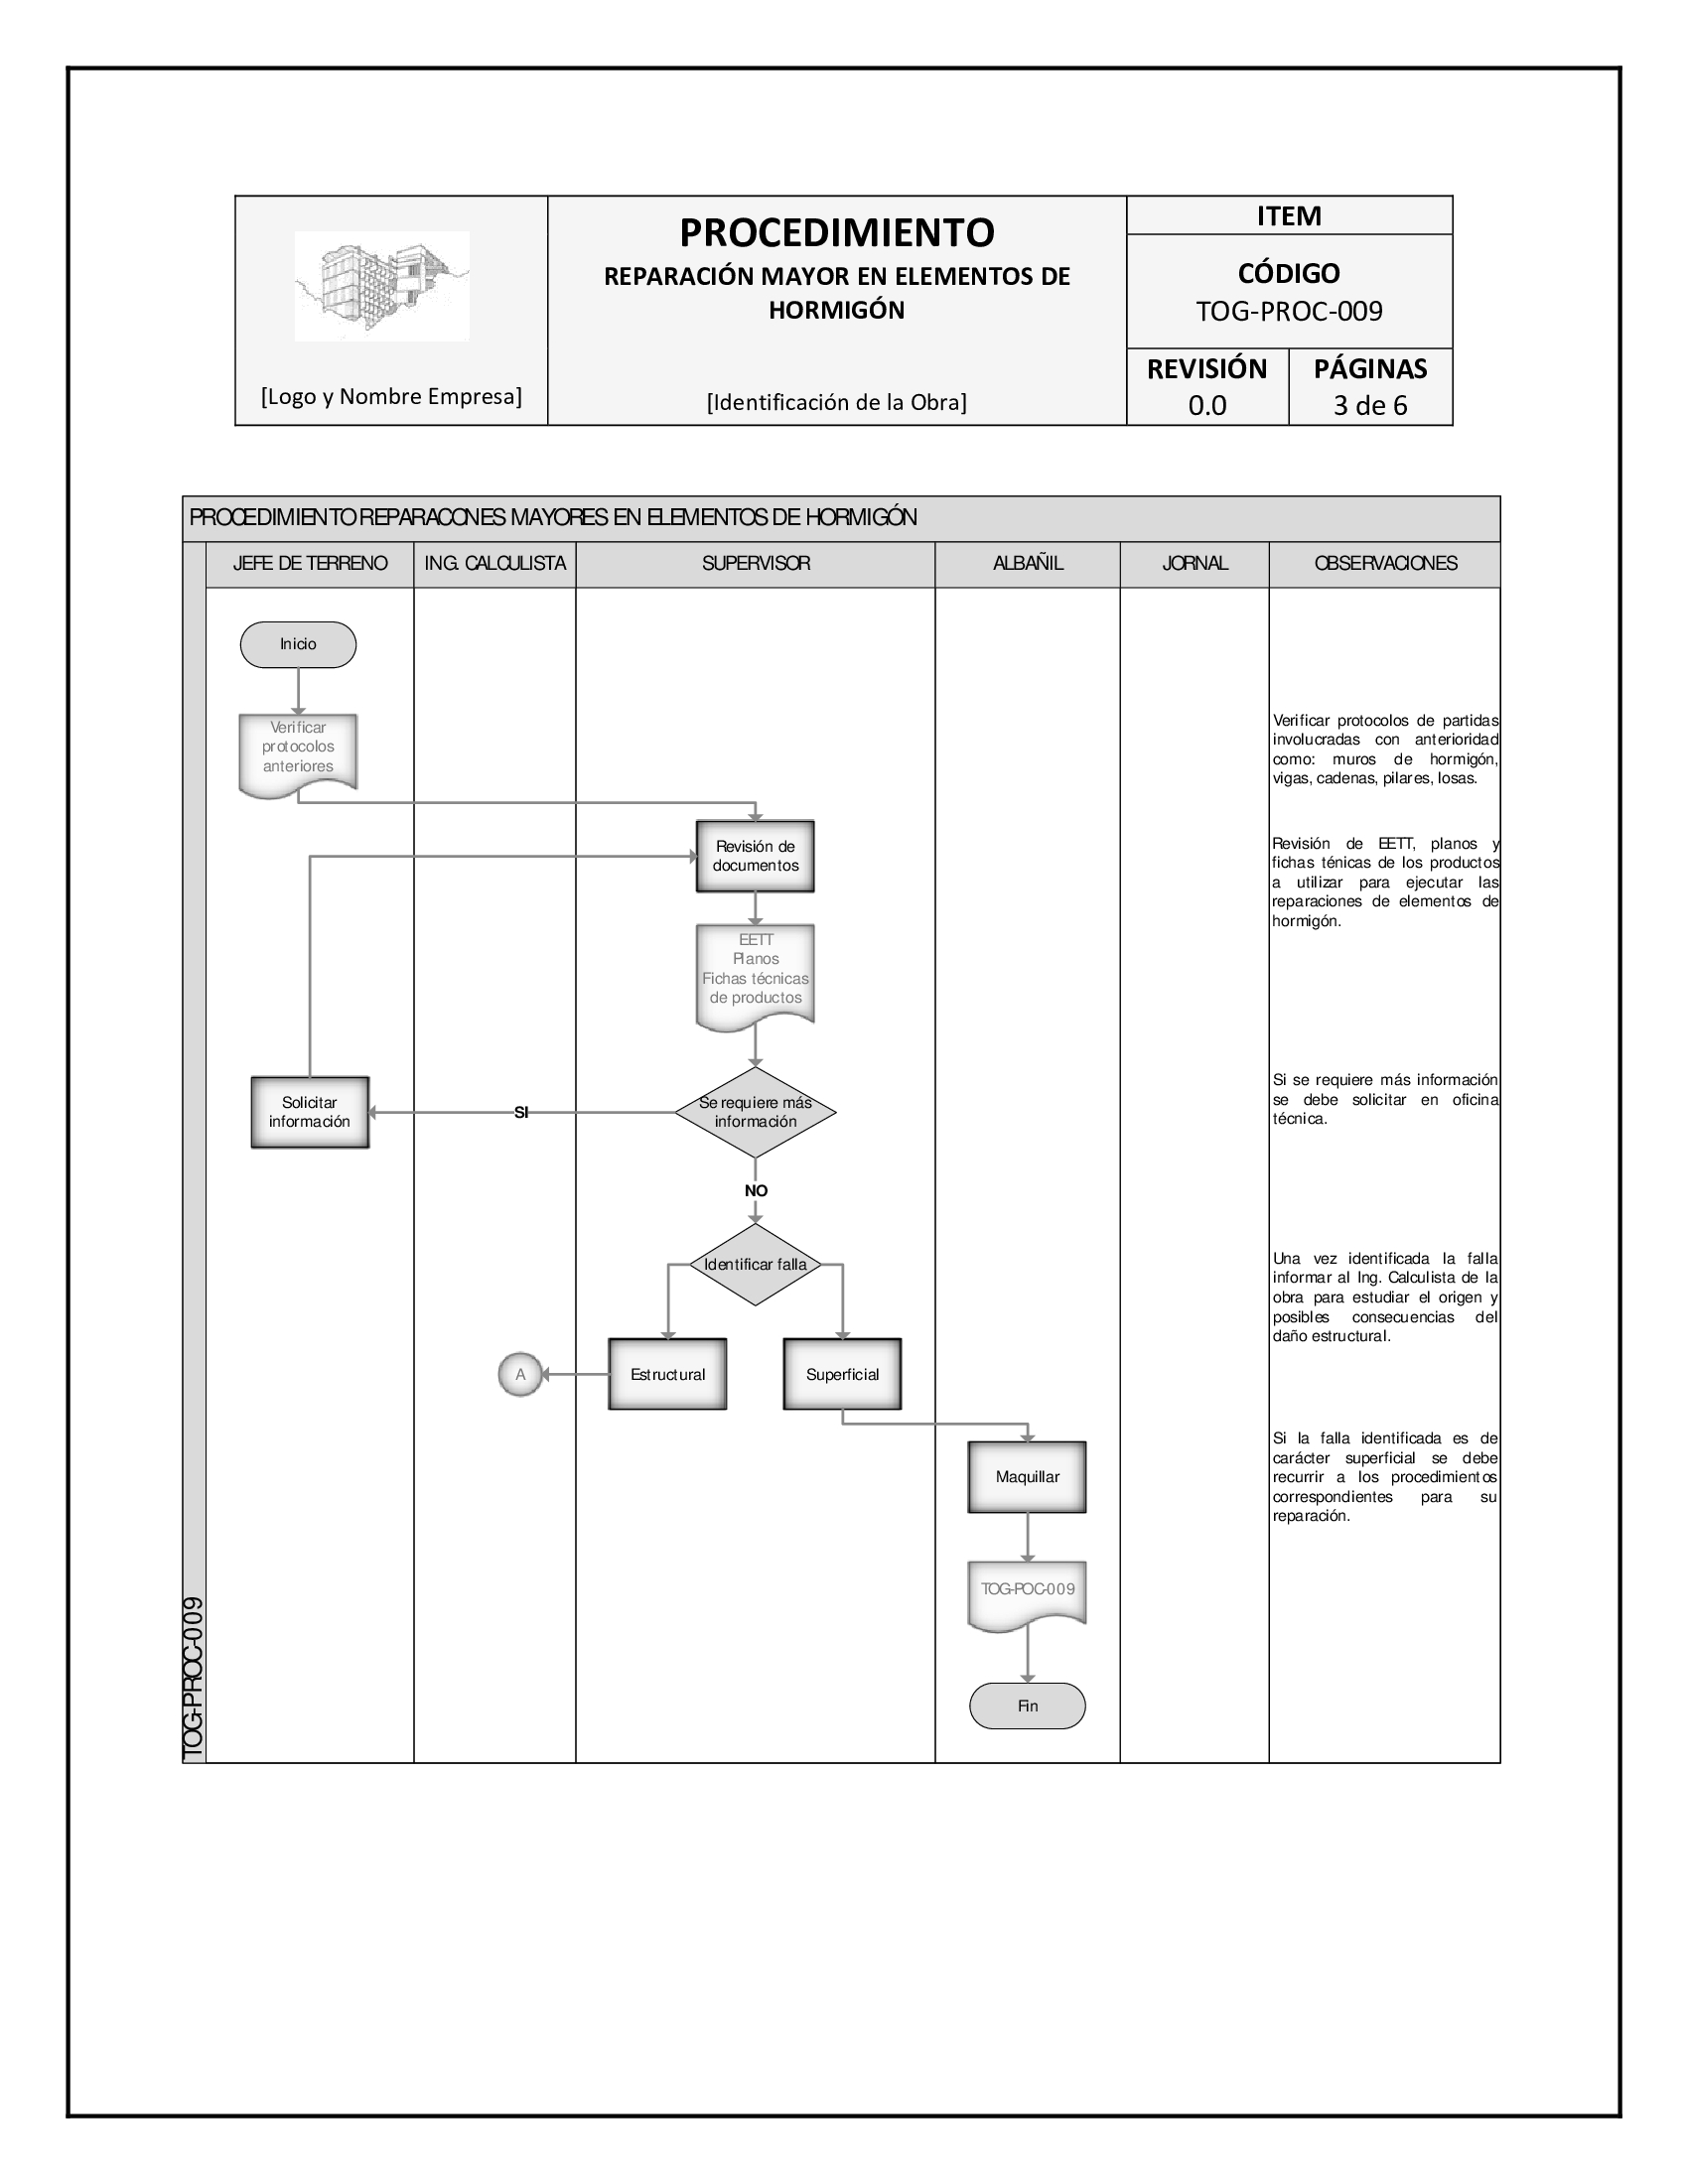 [Logo y Nombre Empresa]
PROCEDIMIENTO
REPARACIÓN MAYOR EN ELEMENTOS DE
HORMIGÓN
[Identificación de la Obra]
ITEM
CÓDIGO
TOG-PROC-009
REVISIÓN
0.0
PÁGINAS
3 de 6
PROCEDIMIENTO REPARACONES MAYORES EN ELEMENTOS DE HORMIGÓN
JEFE DE TERRENO
ING. CALCULISTA
SUPERVISOR
ALBAÑIL
JORNAL
OBSERVACIONES
Inicio
Verificar
protocolos
anteriores
Verificar protocolos de partidas
involucradas con anterioridad
como: muros de hormigón,
vigas, cadenas, pilares, losas.
Revisión de
documentos
Revisión de EETT, planos y
fichas ténicas de los productos
a utilizar para ejecutar las
reparaciones de elementos de
hormigón.
EETT
Planos
Fichas técnicas
de productos
Se requiere más
información
SI
Solicitar
información
Si se requiere más información
se debe solicitar en oficina
técnica.
NO
Identificar falla
Una vez identificada la falla
informar al Ing. Calculista de la
obra para estudiar el origen y
posibles consecuencias del
daño estructural.
A
Estructural
Superficial
Maquillar
Si la falla identificada es de
carácter superficial se debe
recurrir a los procedimientos
correspondientes para su
reparación.
TOG-POC-009
Fin
TOG-PROC-009